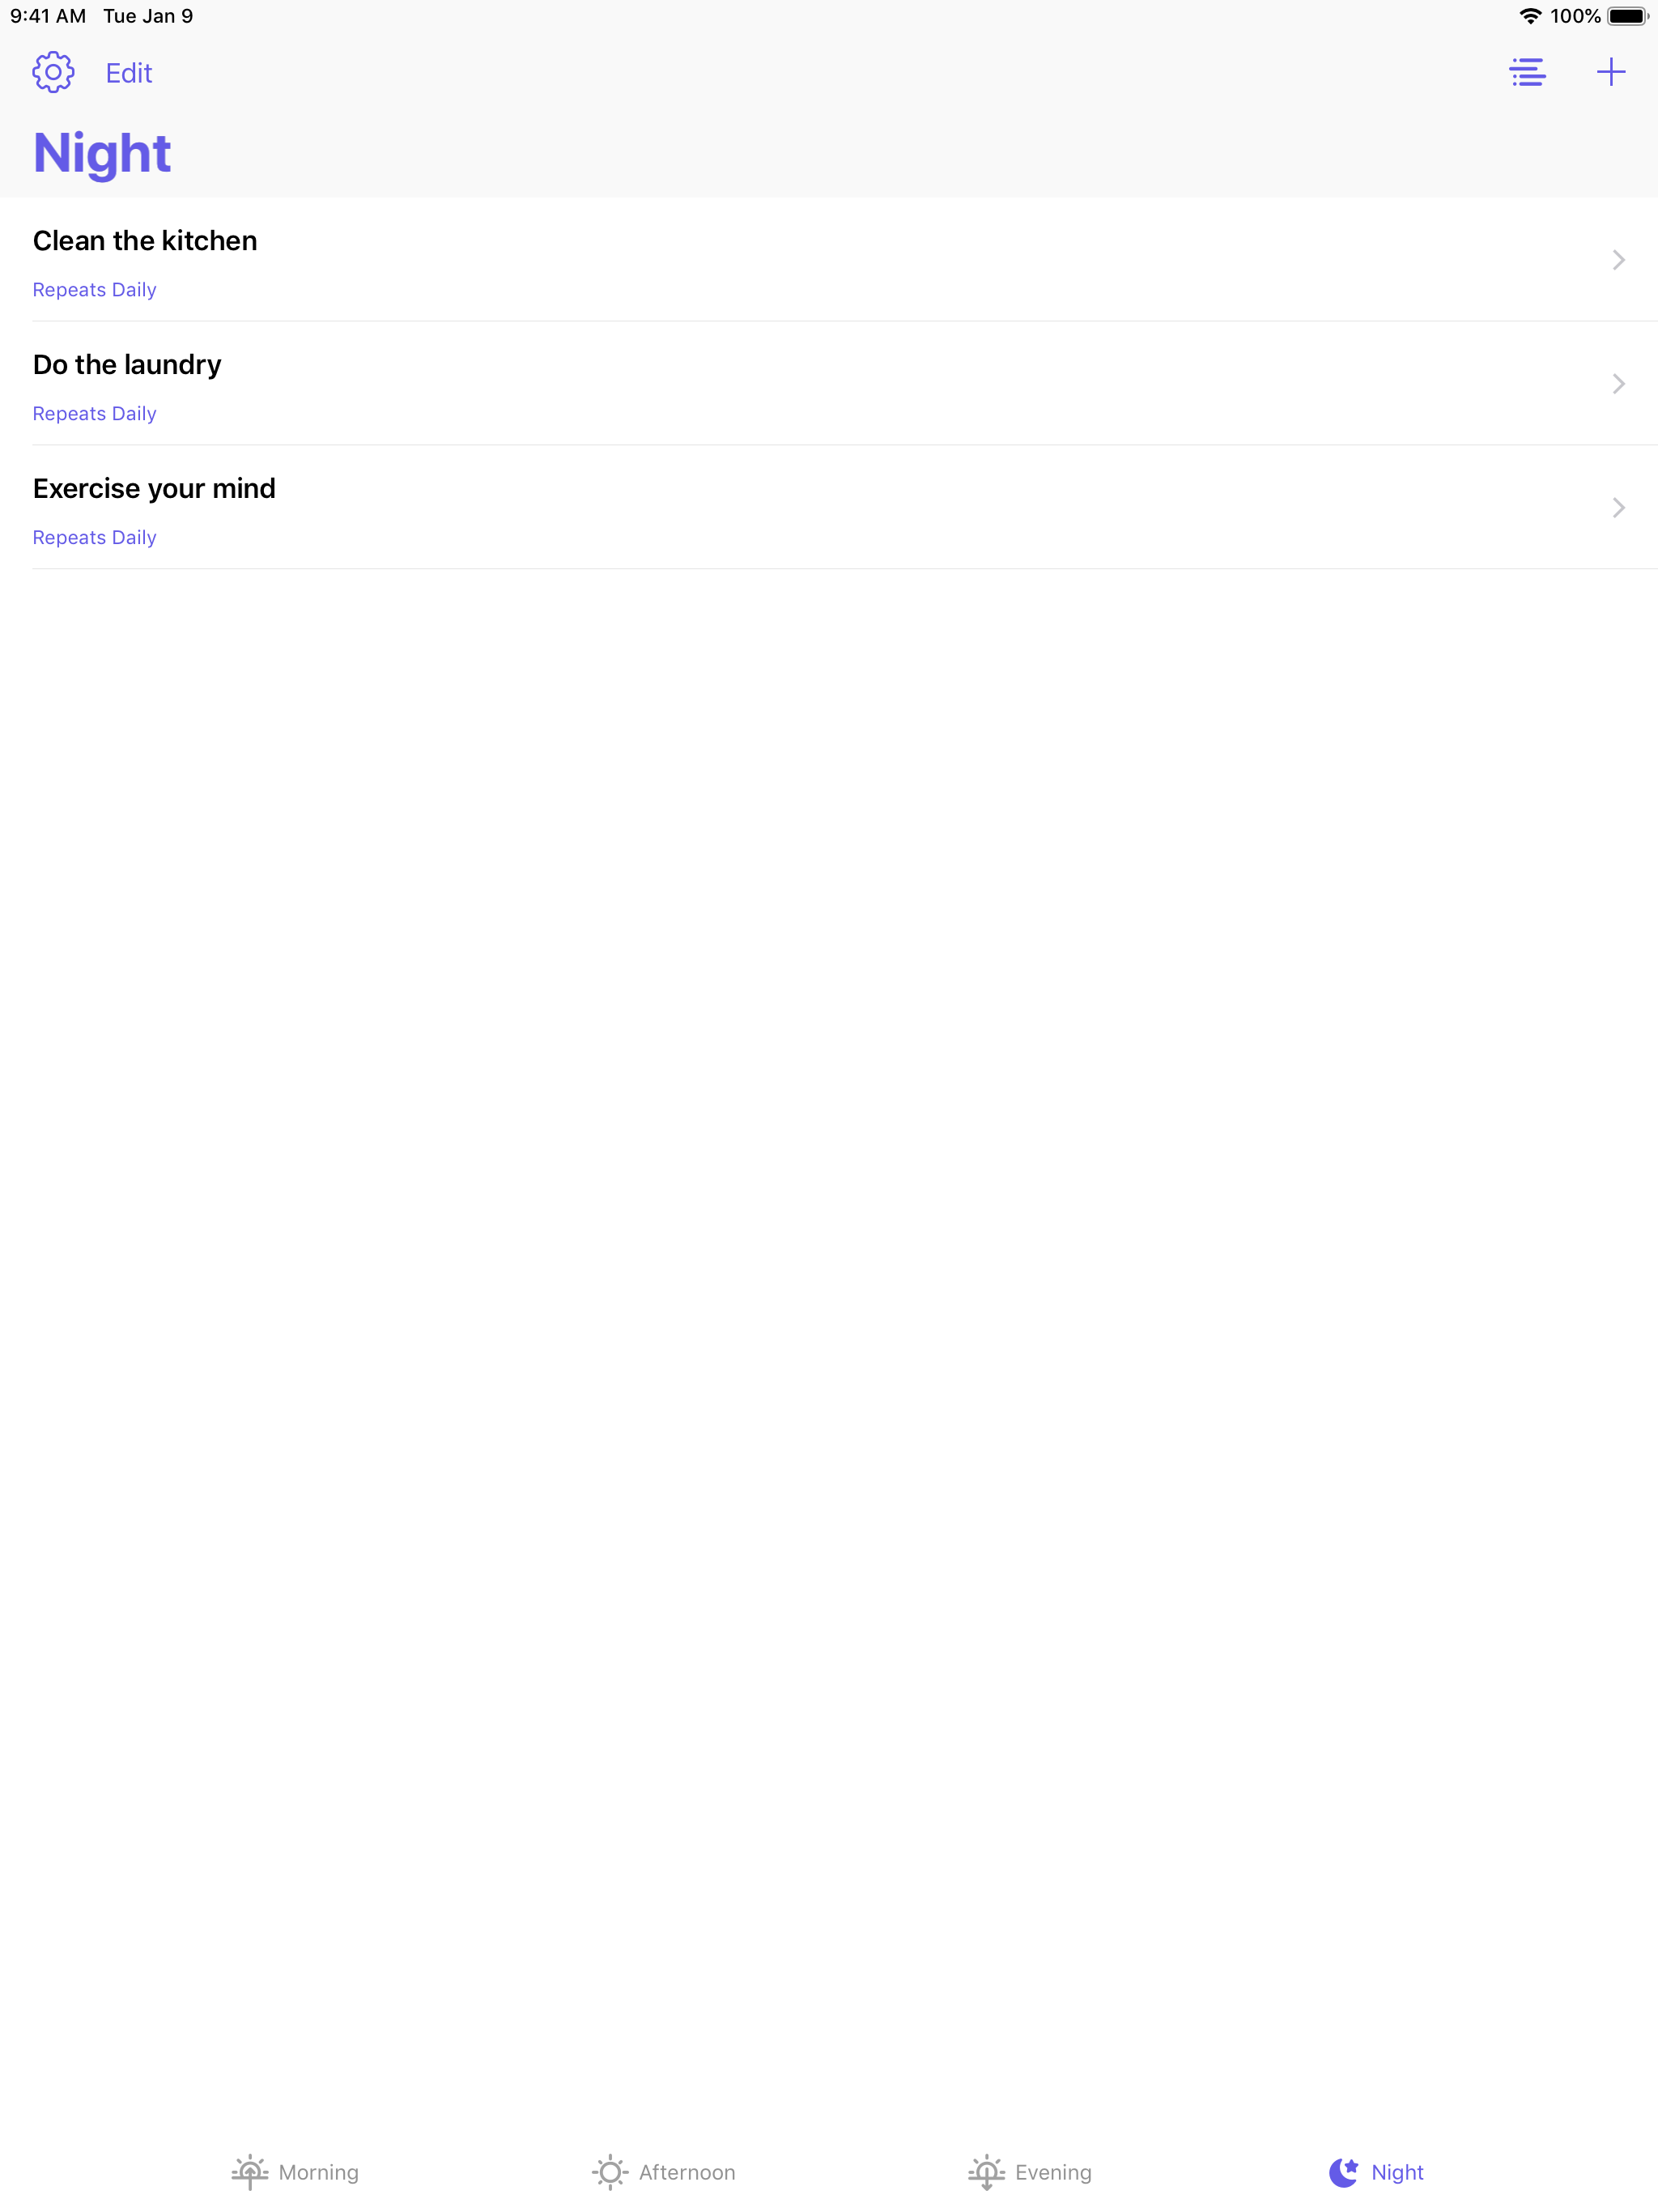 9:41 AM Tue Jan 9 100%
Edit
Night
Clean the kitchen
Repeats Daily
Do the laundry
Repeats Daily
Exercise your mind
Repeats Daily
Morning Afternoon Evening Night